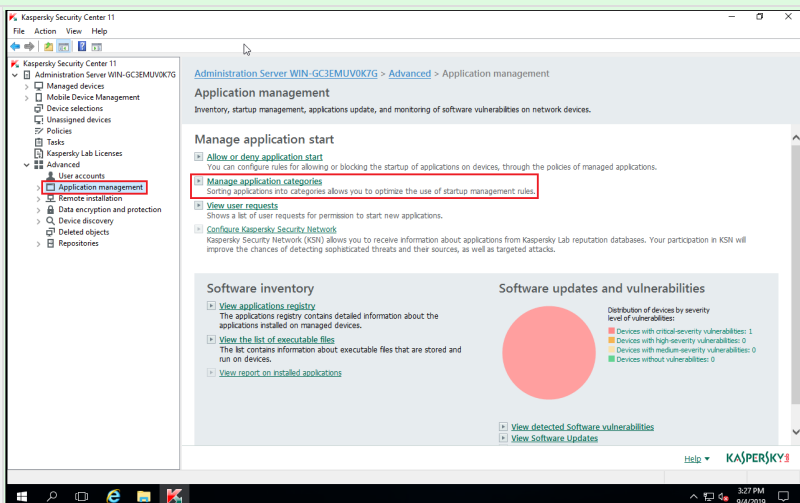 Kaspersky Security Center 11
File Action View Help
Kaspersky Security Center 11
Administration Server WIN-GC3EMUV0K7G
Managed devices
Mobile Device Management
Device selections
Unassigned devices
Policies
Tasks
Kaspersky Lab Licenses
Advanced
User accounts
Application management
Remote installation
Data encryption and protection
Device discovery
Deleted objects
Repositories
Administration Server WIN-GC3EMUV0K7G > Advanced > Application management
Application management
Inventory, startup management, applications update, and monitoring of software vulnerabilities on network devices.
Manage application start
Allow or deny application start
You can configure rules for allowing or blocking the startup of applications on devices, through the policies of managed applications.
Manage application categories
Sorting applications into categories allows you to optimize the use of startup management rules.
View user requests
Shows a list of user requests for permission to start new applications.
Configure Kaspersky Security Network
Kaspersky Security Network (KSN) allows you to receive information about applications from Kaspersky Lab reputation databases. Your participation in KSN will
improve the chances of detecting sophisticated threats and their sources, as well as targeted attacks.
Software inventory
View applications registry
The applications registry contains detailed information about the
applications installed on managed devices.
View the list of executable files
The list contains information about executable files that are stored and
run on devices.
View report on installed applications
Software updates and vulnerabilities
Distribution of devices by severity
level of vulnerabilities:
Devices with critical-severity vulnerabilities: 1
Devices with high-severity vulnerabilities: 0
Devices with medium-severity vulnerabilities: 0
Devices without vulnerabilities: 0
View detected Software vulnerabilities
View Software Updates
Help
KASPERSKY
3:27 PM
9/4/2019